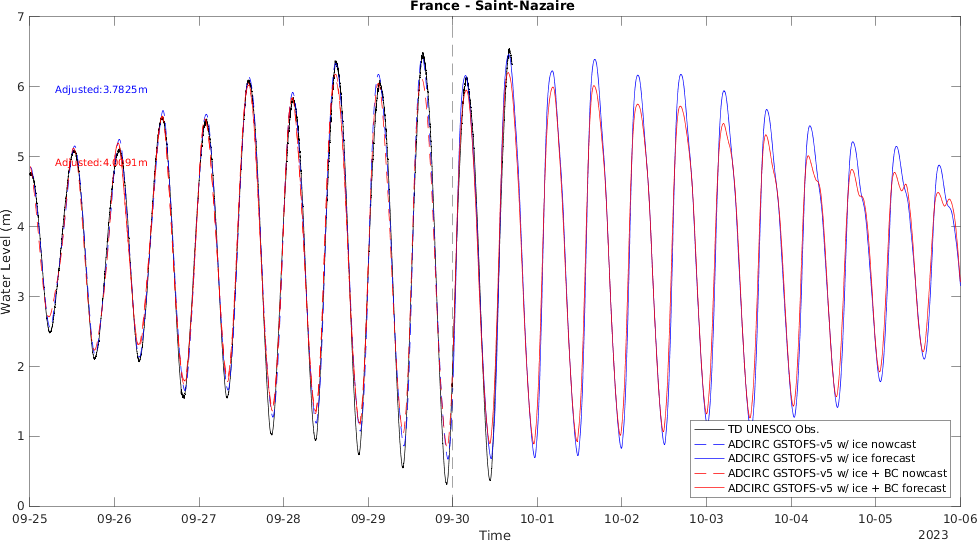 France - Saint-Nazaire
Water Level (m)
7
6
5
4
3
2
1
0
Adjusted:3.7825m
Adjusted:4.0091m
TD UNESCO Obs.
ADCIRC GSTOFS-v5 w/ ice nowcast
ADCIRC GSTOFS-v5 w/ ice forecast
ADCIRC GSTOFS-v5 w/ ice + BC nowcast
ADCIRC GSTOFS-v5 w/ ice + BC forecast
09-25 09-26 09-27 09-28 09-29 09-30 10-01 10-02 10-03 10-04 10-05 10-06
Time
2023